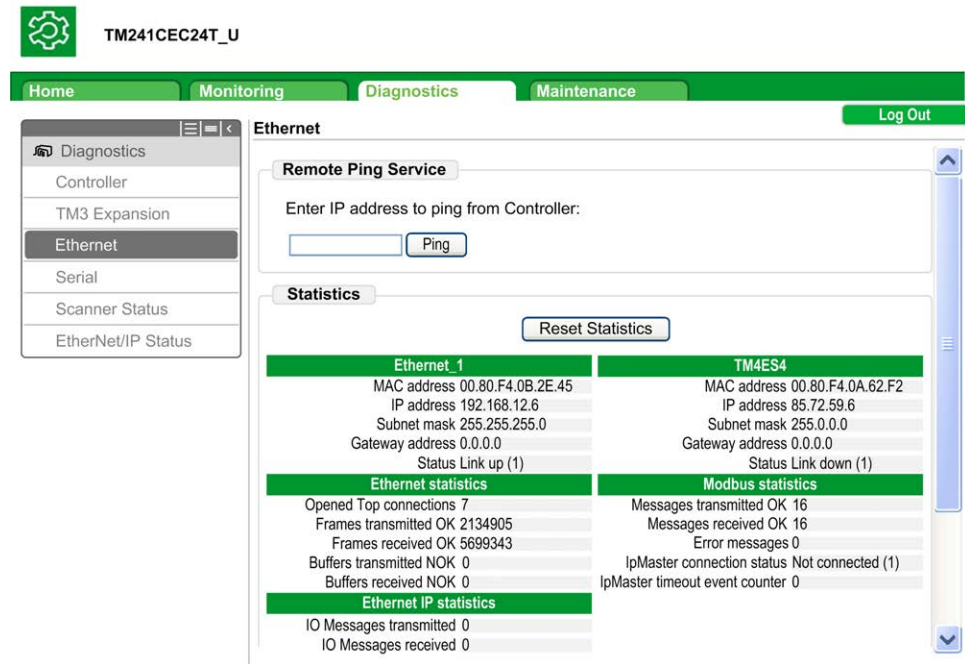 TM241CEC24T_U
Home Monitoring Diagnostics Maintenance
Log Out
Diagnostics
Controller
TM3 Expansion
Ethernet
Serial
Scanner Status
EtherNet/IP Status
Ethernet
Remote Ping Service
Enter IP address to ping from Controller:
Ping
Statistics
Reset Statistics
Ethernet_1
MAC address 00.80.F4.0B.2E.45
IP address 192.168.12.6
Subnet mask 255.255.255.0
Gateway address 0.0.0.0
Status Link up (1)
Ethernet statistics
Opened Top connections 7
Frames transmitted OK 2134905
Frames received OK 5699343
Buffers transmitted NOK 0
Buffers received NOK 0
Ethernet IP statistics
IO Messages transmitted 0
IO Messages received 0
TM4ES4
MAC address 00.80.F4.0A.62.F2
IP address 85.72.59.6
Subnet mask 255.0.0.0
Gateway address 0.0.0.0
Status Link down (1)
Modbus statistics
Messages transmitted OK 16
Messages received OK 16
Error messages 0
IpMaster connection status Not connected (1)
IpMaster timeout event counter 0